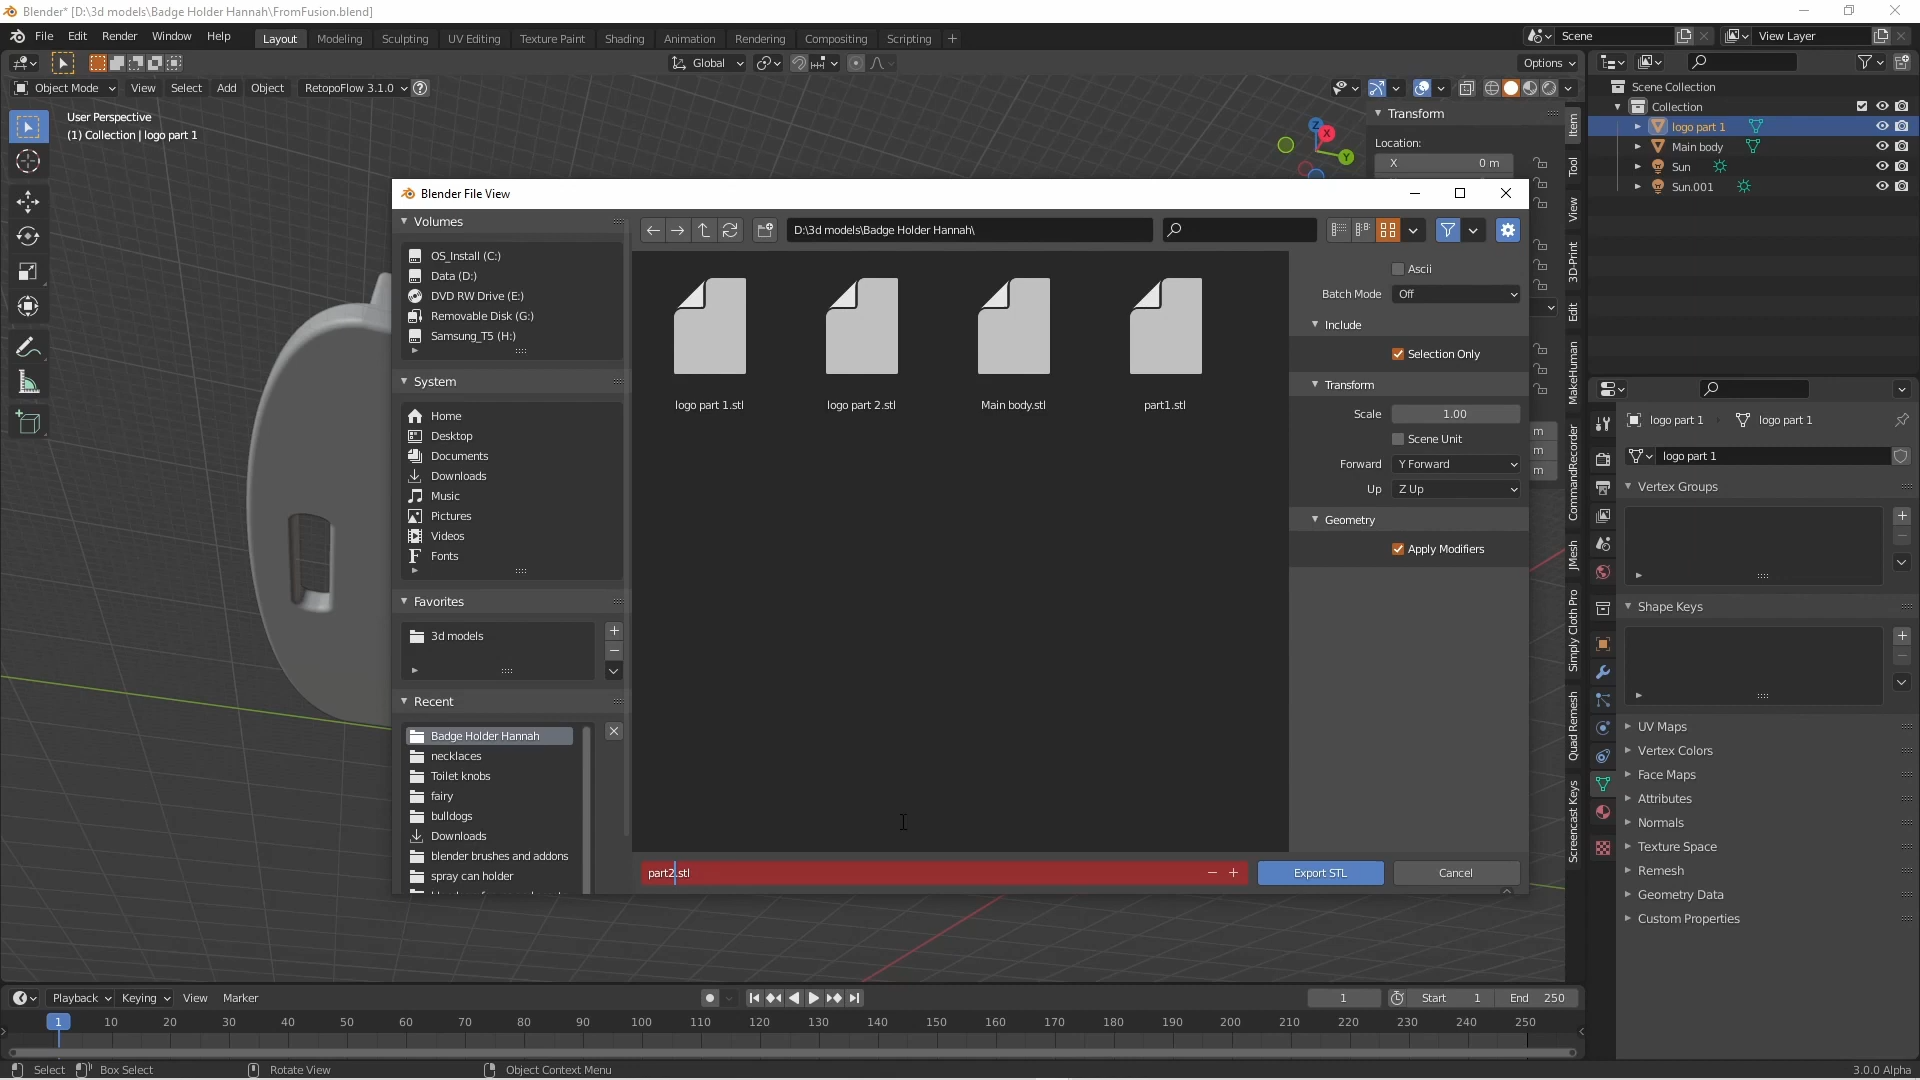 Blender* [D:\3d models\Badge Holder Hannah\FromFusion.blend]
File Edit Render Window Help Layout Modeling Sculpting UV Editing Texture Paint Shading Animation Rendering Compositing Scripting + Scene View Layer
Global Options
Object Mode View Select Add Object RetopoFlow 3.1.0
User Perspective
(1) Collection | logo part 1
Z
X
Y
Transform
Location:
X 0 m
Item
Tool
View
3D-Print
Edit
MakeHuman
CommandRecorder
JMesh
Simply Cloth Pro
Quad Remesh
Screencast Keys
m
m
m
Scene Collection
Collection
logo part 1
Main body
Sun
Sun.001
Blender File View
Volumes
OS_Install (C:)
Data (D:)
DVD RW Drive (E:)
Removable Disk (G:)
Samsung_T5 (H:)
System
Home
Desktop
Documents
Downloads
Music
Pictures
Videos
Fonts
Favorites
3d models
Recent
Badge Holder Hannah
necklaces
Toilet knobs
fairy
bulldogs
Downloads
blender brushes and addons
spray can holder
D:\3d models\Badge Holder Hannah\
logo part 1.stl
logo part 2.stl
Main body.stl
part1.stl
Ascii
Batch Mode Off
Include
Selection Only
Transform
Scale 1.00
Scene Unit
Forward Y Forward
Up Z Up
Geometry
Apply Modifiers
part2.stl
Export STL
Cancel
logo part 1 logo part 1
logo part 1
Vertex Groups
Shape Keys
UV Maps
Vertex Colors
Face Maps
Attributes
Normals
Texture Space
Remesh
Geometry Data
Custom Properties
Playback Keying View Marker 1 Start 1 End 250
1 10 20 30 40 50 60 70 80 90 100 110 120 130 140 150 160 170 180 190 200 210 220 230 240 250
Select Box Select Rotate View Object Context Menu 3.0.0 Alpha